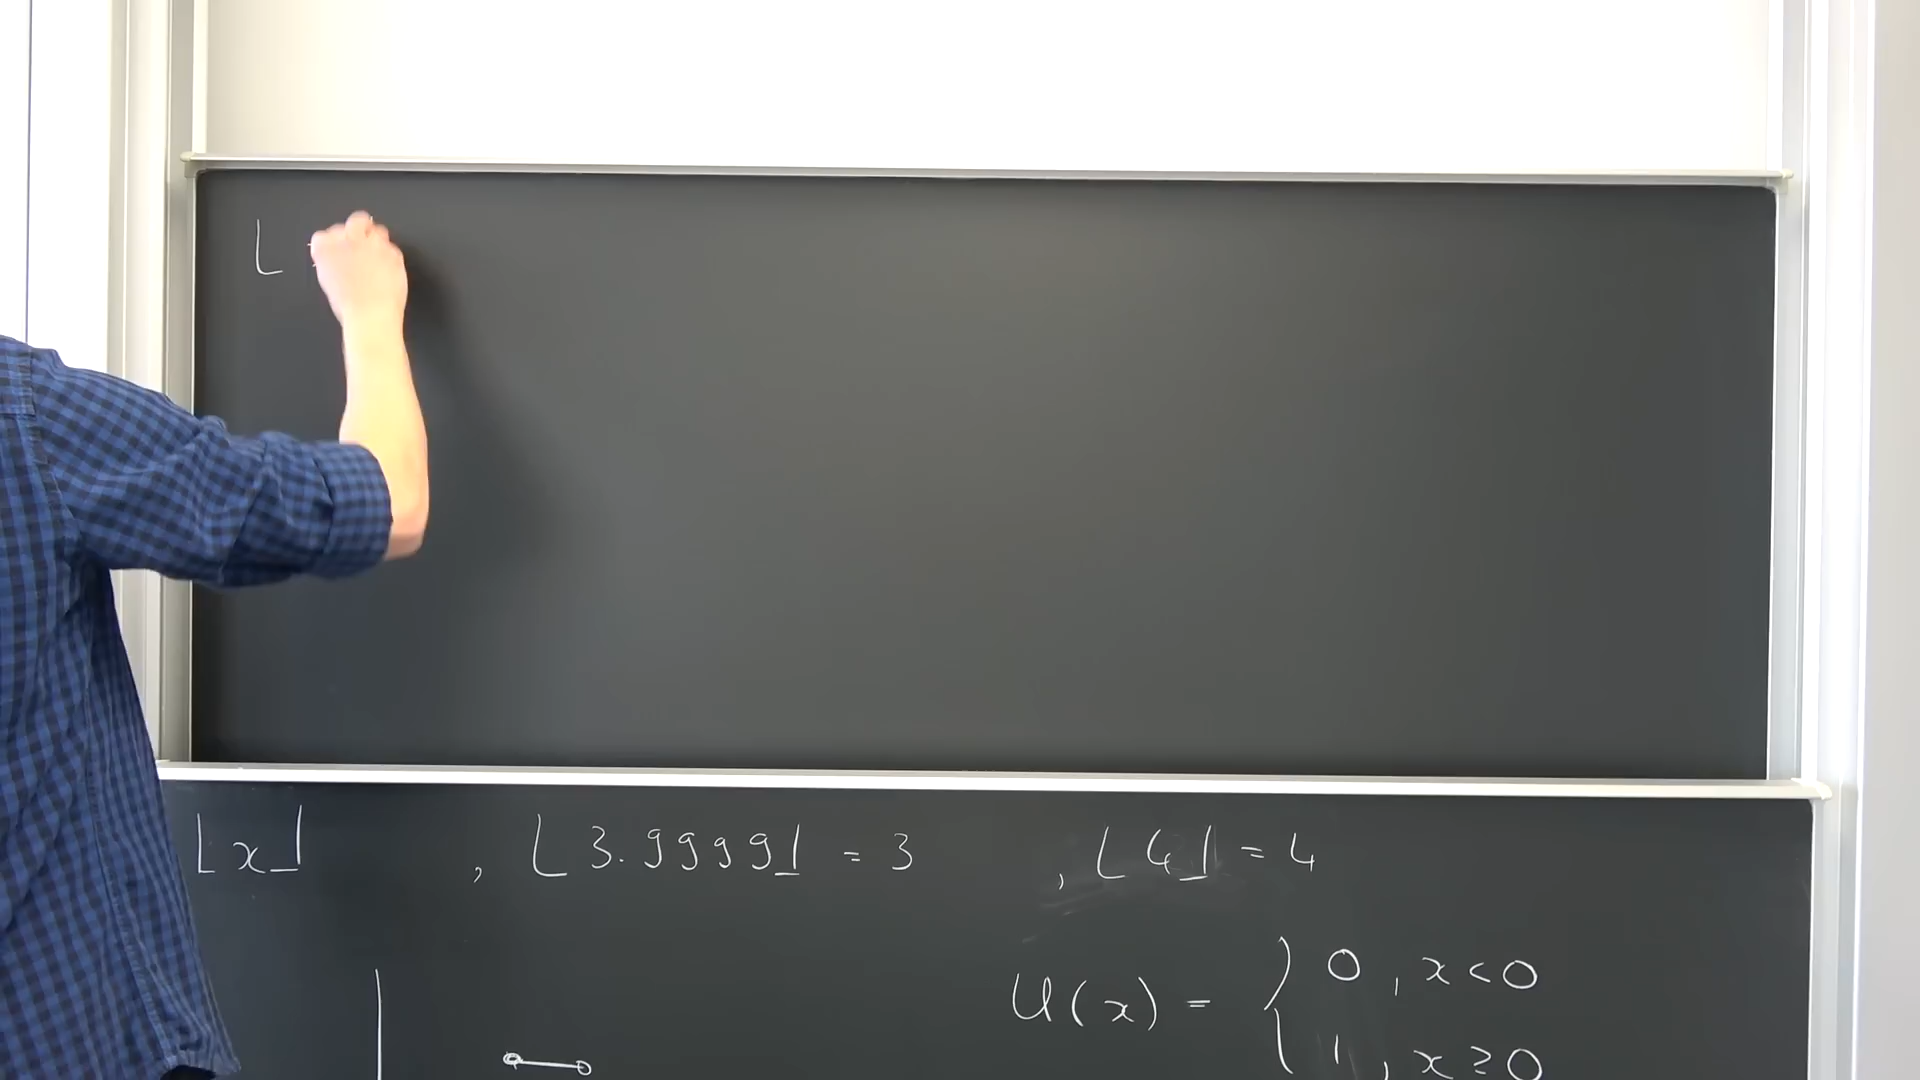 L =
⌊x⌋ , ⌊3.9999⌋ = 3 , ⌊4⌋ = 4
U(x) = { 0 , x < 0
1 , x ≥ 0